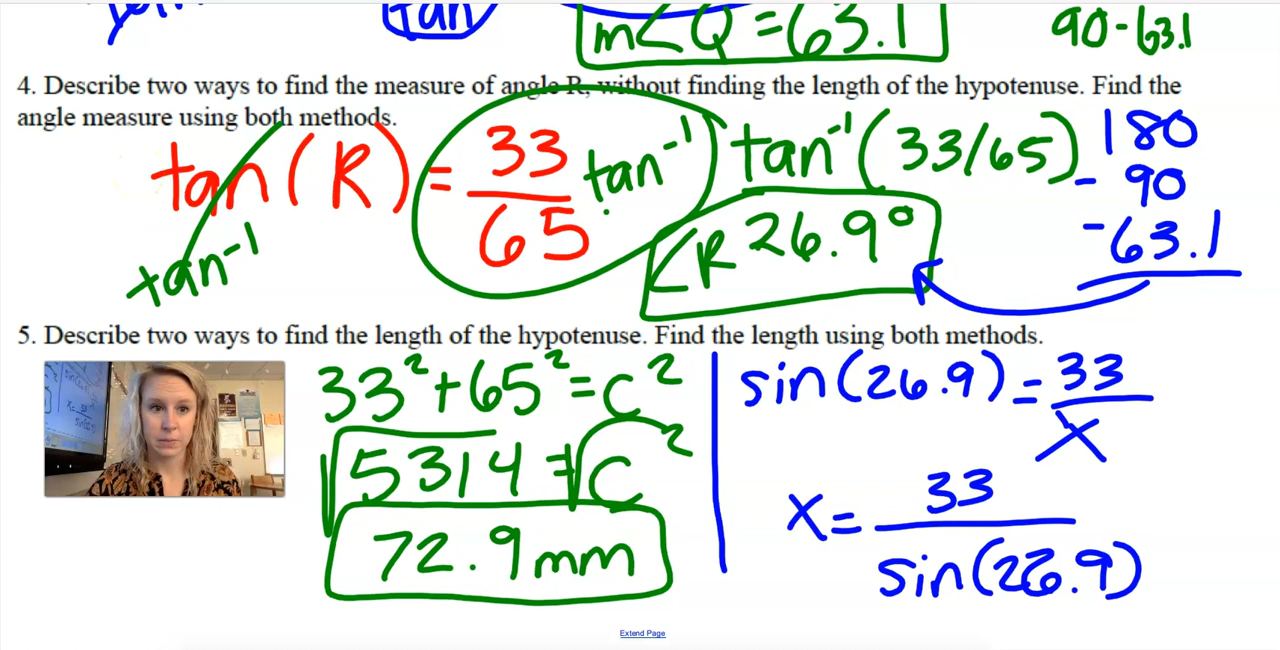 tan
m∠Q = 63.1
90-63.1
4. Describe two ways to find the measure of angle R, without finding the length of the hypotenuse. Find the
angle measure using both methods.
tan(R) = 33/65 tan⁻¹
tan⁻¹
tan⁻¹(33/65)
∠R 26.9°
180
- 90
-63.1
5. Describe two ways to find the length of the hypotenuse. Find the length using both methods.
33²+65²=c²
√5314=√c²
72.9mm
sin(26.9)=33/x
x=33/sin(26.9)
Extend Page